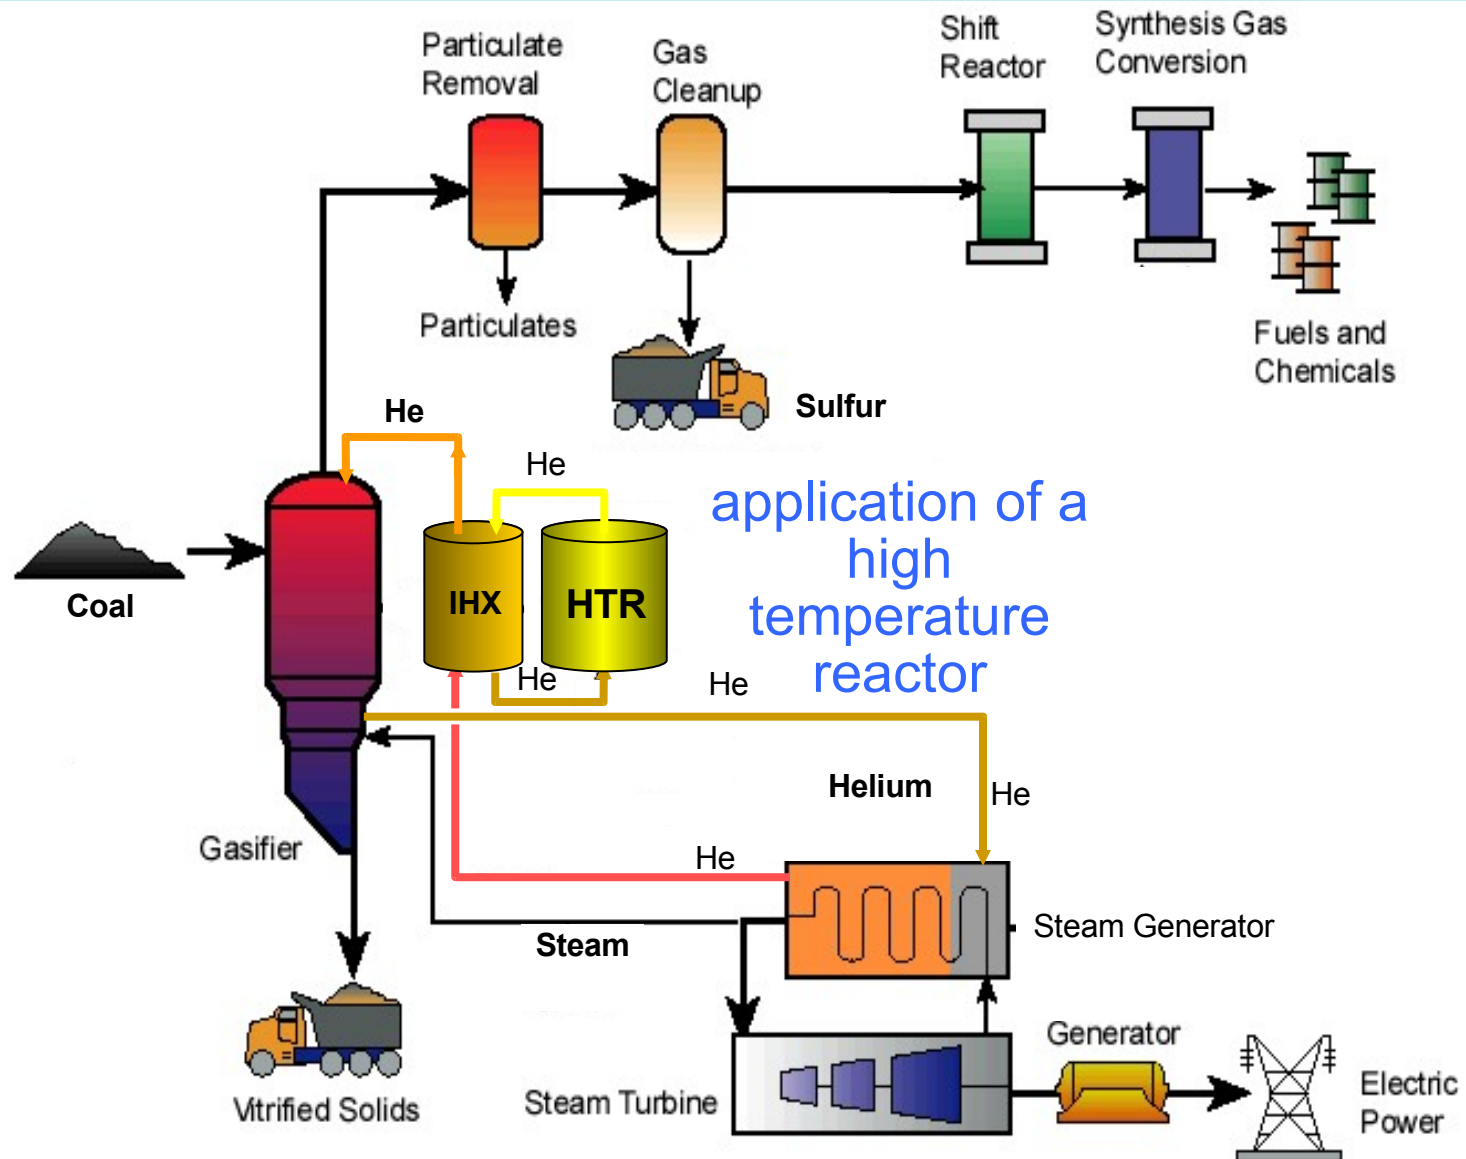 Particulate
Removal
Gas
Cleanup
Shift
Reactor
Synthesis Gas
Conversion
Particulates
Sulfur
Fuels and
Chemicals
He
He
application of a
high
temperature
reactor
Coal
IHX
HTR
He
He
Helium
He
Gasifier
He
Steam
Steam Generator
Vitrified Solids
Steam Turbine
Generator
Electric
Power